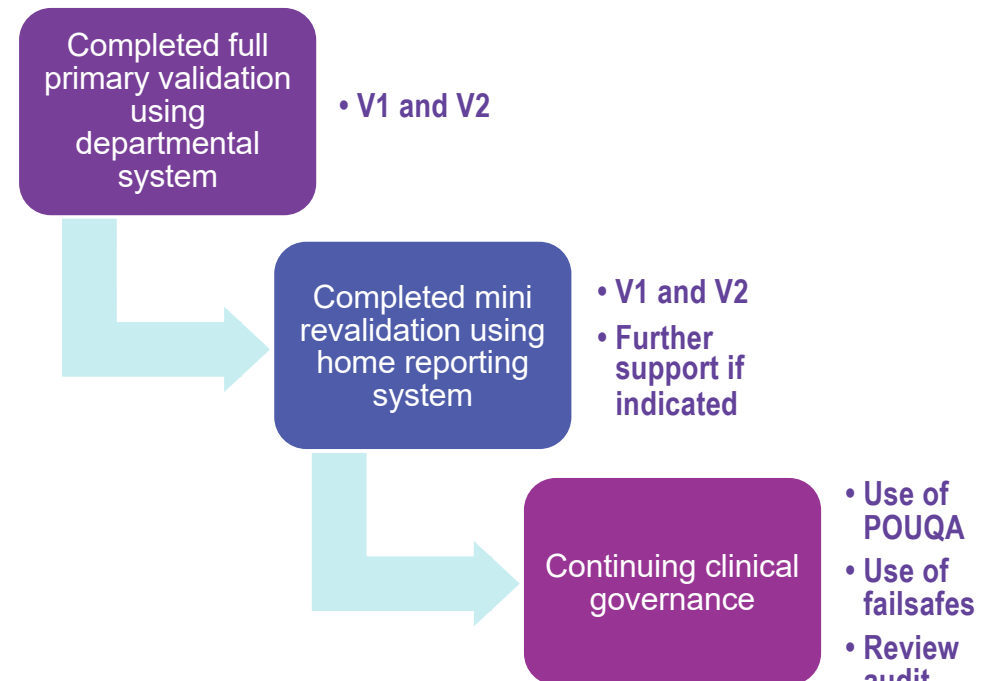 Completed full
primary validation
using
departmental
system
• V1 and V2
Completed mini
revalidation using
home reporting
system
• V1 and V2
• Further
support if
indicated
Continuing clinical
governance
• Use of
POUQA
• Use of
failsafes
• Review
audit